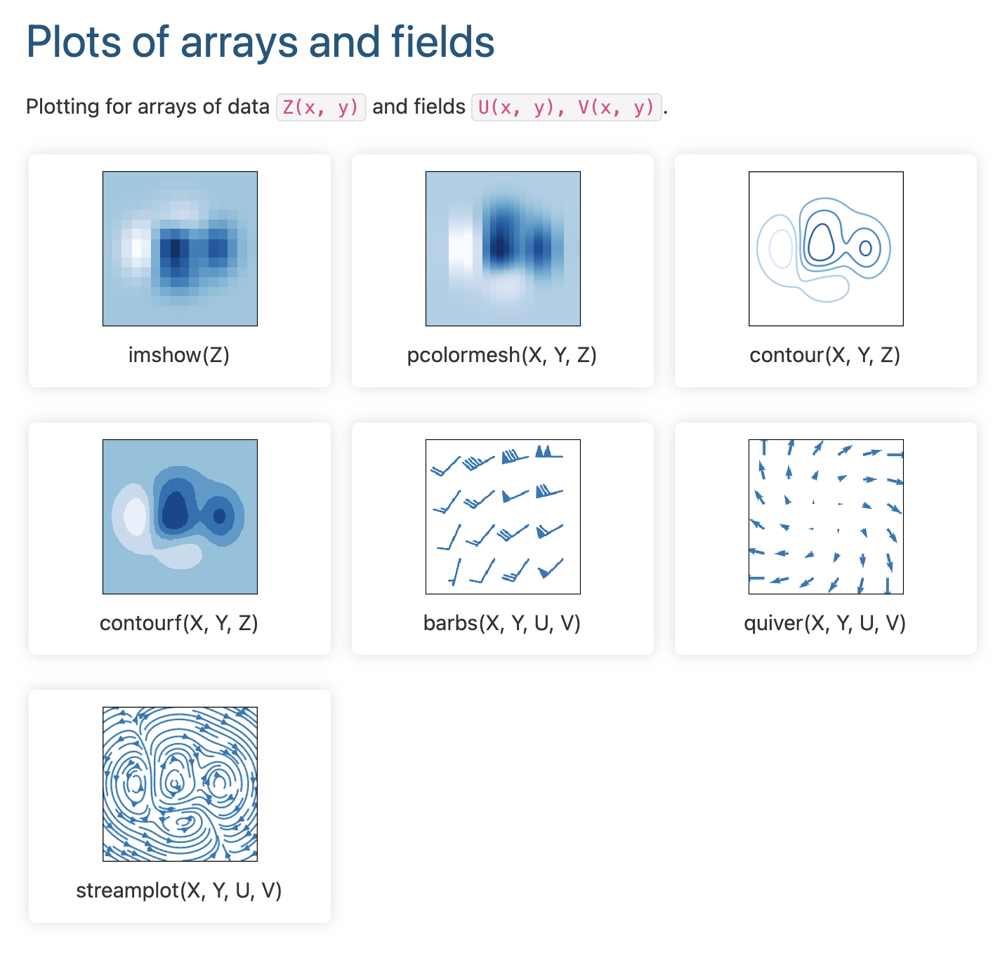 Plots of arrays and fields
Plotting for arrays of data Z(x, y) and fields U(x, y), V(x, y).
imshow(Z)
pcolormesh(X, Y, Z)
contour(X, Y, Z)
contourf(X, Y, Z)
barbs(X, Y, U, V)
quiver(X, Y, U, V)
streamplot(X, Y, U, V)